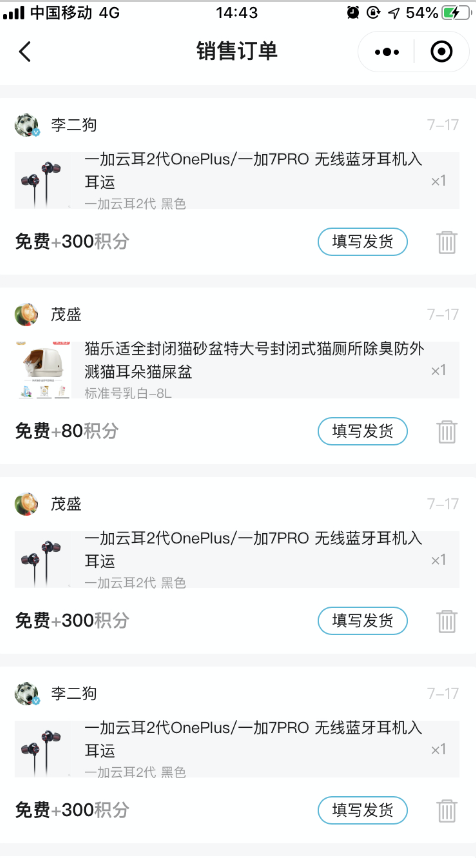 中国移动 4G 14:43 54%
销售订单
李二狗 7-17
一加云耳2代OnePlus/一加7PRO 无线蓝牙耳机入
耳运 ×1
一加云耳2代 黑色
免费+300积分 填写发货
茂盛 7-17
猫乐适全封闭猫砂盆特大号封闭式猫厕所除臭防外
溅猫耳朵猫屎盆 ×1
标准号乳白-8L
免费+80积分 填写发货
茂盛 7-17
一加云耳2代OnePlus/一加7PRO 无线蓝牙耳机入
耳运 ×1
一加云耳2代 黑色
免费+300积分 填写发货
李二狗 7-17
一加云耳2代OnePlus/一加7PRO 无线蓝牙耳机入
耳运 ×1
一加云耳2代 黑色
免费+300积分 填写发货